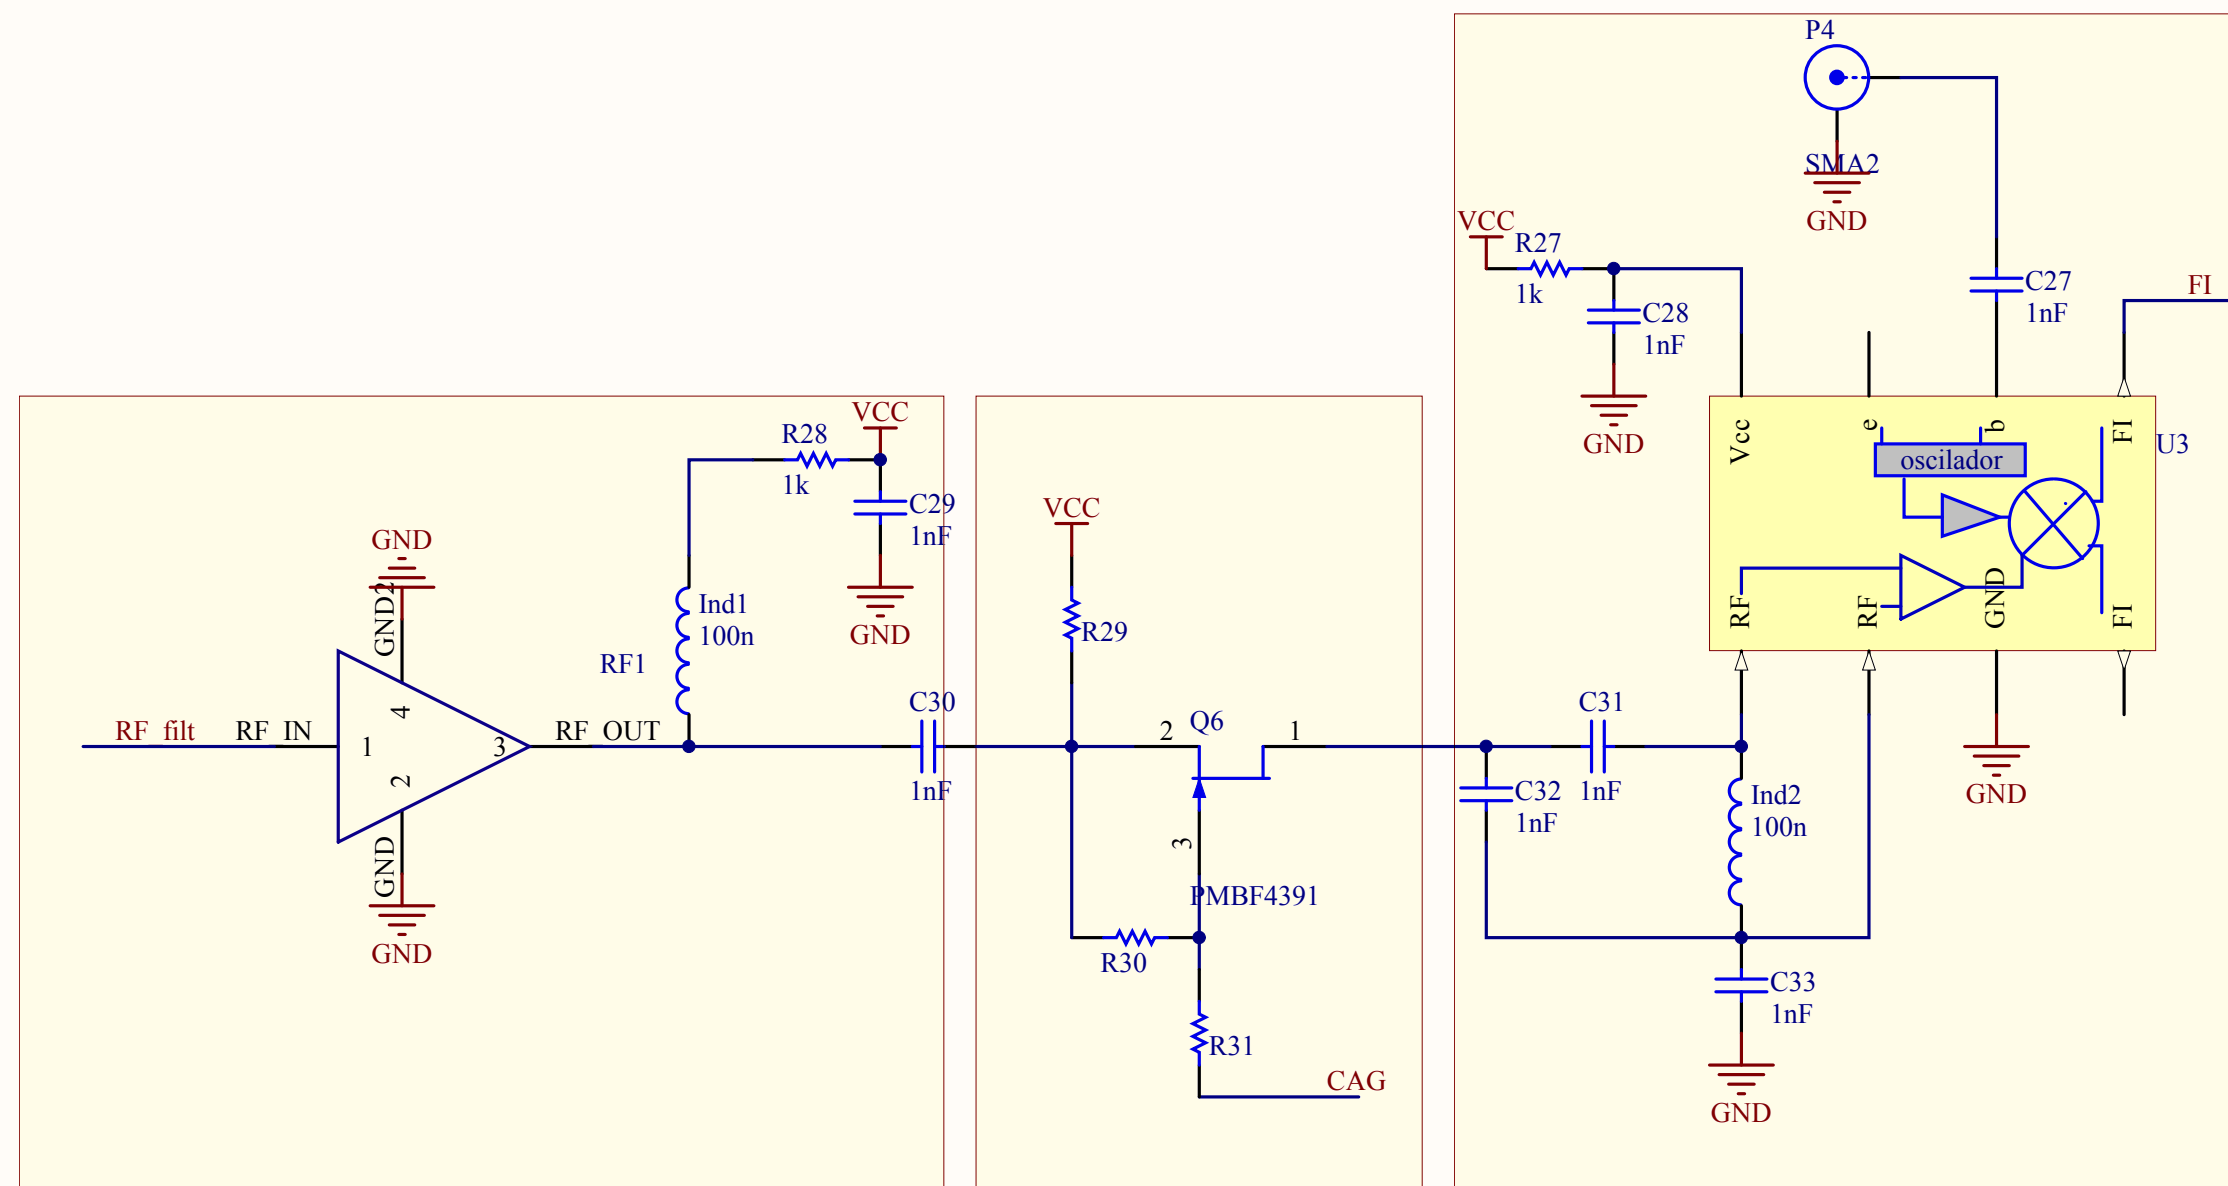 P4
SMA2
GND
VCC
R27
1k
C28
1nF
GND
C27
1nF
FI
Vcc
e
b
FI
U3
oscilador
RF
RF
GND
FI
VCC
R28
1k
C29
1nF
GND
GND
GND2
Ind1
100n
RF1
RF_filt
RF_IN
1
4
3
2
RF_OUT
GND
GND
C30
1nF
VCC
R29
2
Q6
1
3
PMBF4391
R30
R31
CAG
C31
1nF
C32
1nF
Ind2
100n
GND
C33
1nF
GND